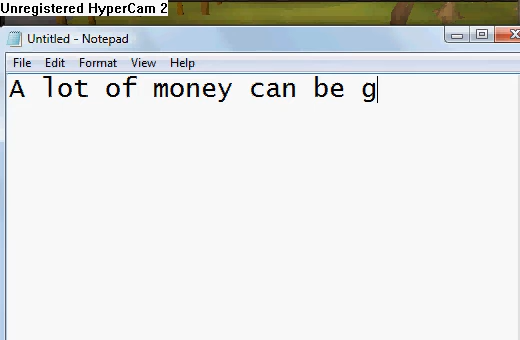 Unregistered HyperCam 2
Untitled - Notepad
File Edit Format View Help
A lot of money can be g